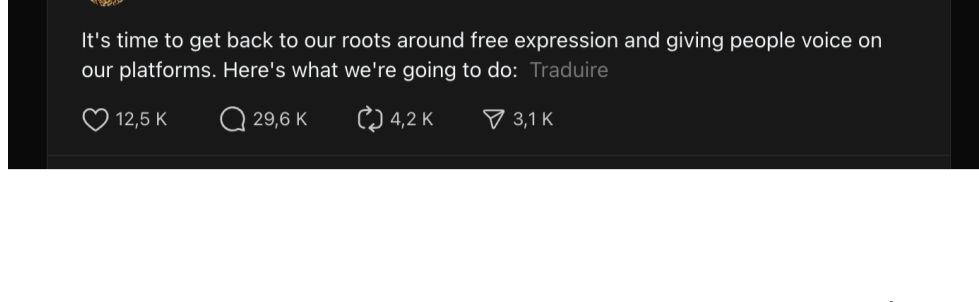 It's time to get back to our roots around free expression and giving people voice on
our platforms. Here's what we're going to do: Traduire
12,5 K 29,6 K 4,2 K 3,1 K